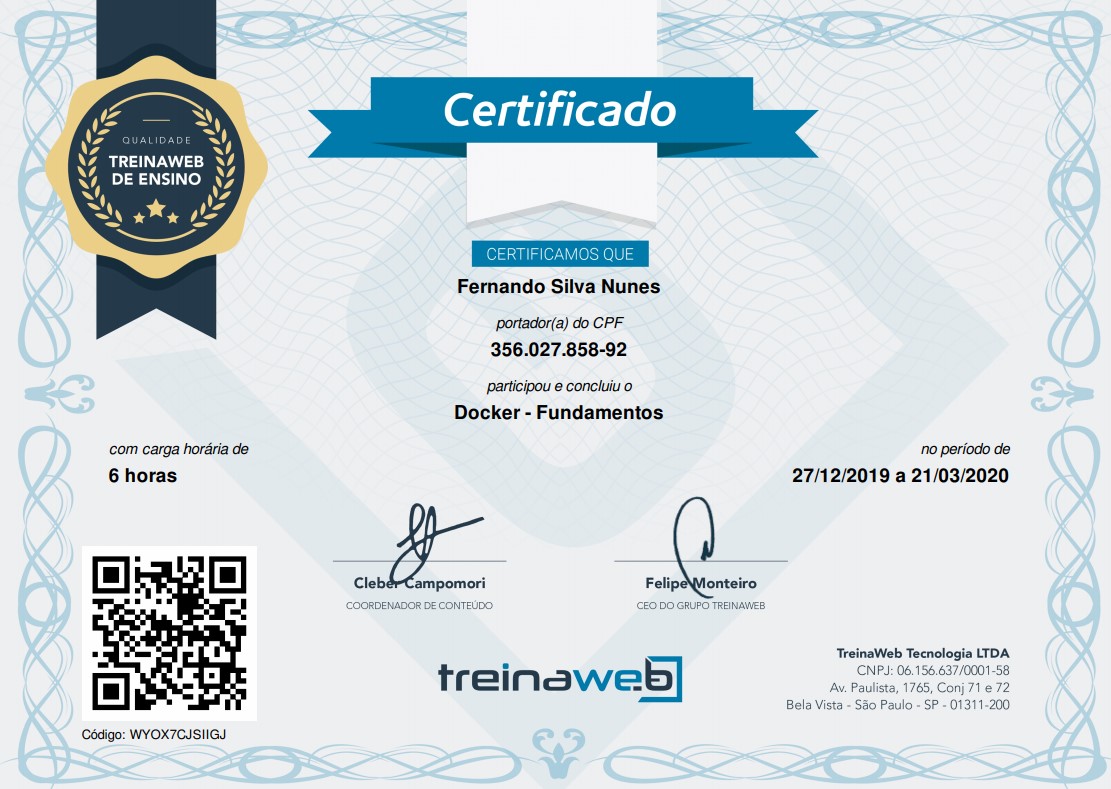 Certificado
QUALIDADE
TREINAWEB
DE ENSINO
CERTIFICAMOS QUE
Fernando Silva Nunes
portador(a) do CPF
356.027.858-92
participou e concluiu o
Docker - Fundamentos
com carga horária de
6 horas
no período de
27/12/2019 a 21/03/2020
Cleber Campomori
COORDENADOR DE CONTEÚDO
Felipe Monteiro
CEO DO GRUPO TREINAWEB
treinaweb
TreinaWeb Tecnologia LTDA
CNPJ: 06.156.637/0001-58
Av. Paulista, 1765, Conj 71 e 72
Bela Vista - São Paulo - SP - 01311-200
Código: WYOX7CJSIIGJ